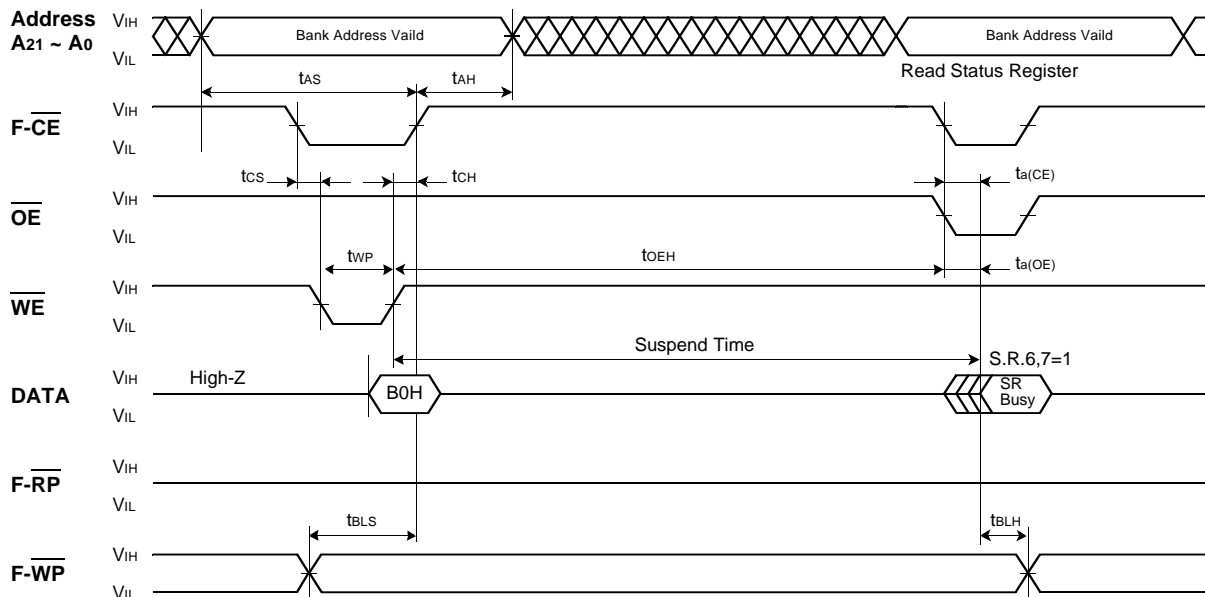 Address VIH Bank Address Vaild Bank Address Vaild
A21 ~ A0
VIL Read Status Register
tAS tAH
VIH
F-CE
VIL
tCS tCH ta(CE)
VIH
OE
VIL
tWP tOEH ta(OE)
VIH
WE
VIL
Suspend Time
S.R.6,7=1
VIH High-Z
DATA B0H SR
Busy
VIL
VIH
F-RP
VIL
tBLS tBLH
VIH
F-WP
VIL